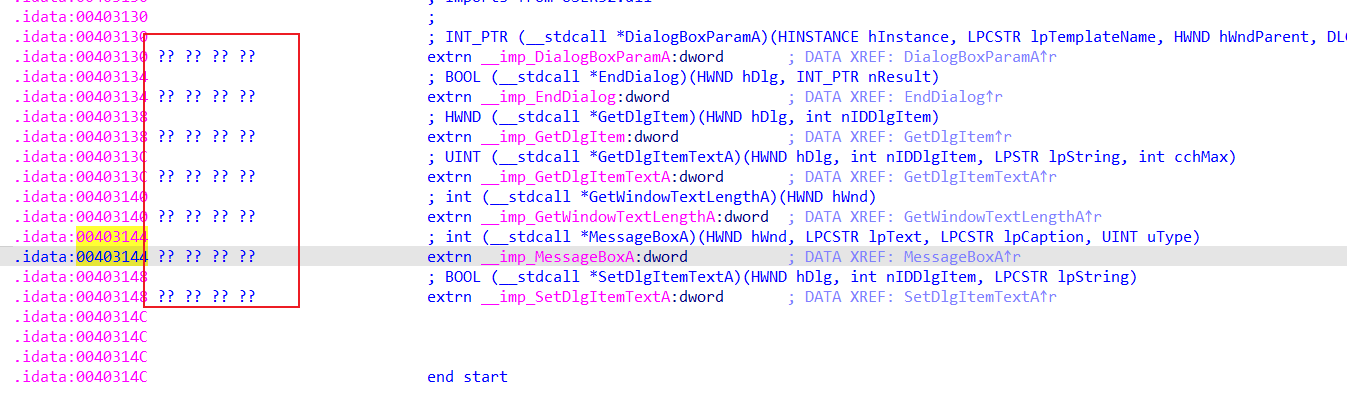 .idata:00403130 ; Imports from USER32.dll
.idata:00403130 ;
.idata:00403130 ; INT_PTR (__stdcall *DialogBoxParamA)(HINSTANCE hInstance, LPCSTR lpTemplateName, HWND hWndParent, DL
.idata:00403130 ?? ?? ?? ?? extrn __imp_DialogBoxParamA:dword ; DATA XREF: DialogBoxParamA↑r
.idata:00403134 ; BOOL (__stdcall *EndDialog)(HWND hDlg, INT_PTR nResult)
.idata:00403134 ?? ?? ?? ?? extrn __imp_EndDialog:dword ; DATA XREF: EndDialog↑r
.idata:00403138 ; HWND (__stdcall *GetDlgItem)(HWND hDlg, int nIDDlgItem)
.idata:00403138 ?? ?? ?? ?? extrn __imp_GetDlgItem:dword ; DATA XREF: GetDlgItem↑r
.idata:0040313C ; UINT (__stdcall *GetDlgItemTextA)(HWND hDlg, int nIDDlgItem, LPSTR lpString, int cchMax)
.idata:0040313C ?? ?? ?? ?? extrn __imp_GetDlgItemTextA:dword ; DATA XREF: GetDlgItemTextA↑r
.idata:00403140 ; int (__stdcall *GetWindowTextLengthA)(HWND hWnd)
.idata:00403140 ?? ?? ?? ?? extrn __imp_GetWindowTextLengthA:dword ; DATA XREF: GetWindowTextLengthA↑r
.idata:00403144 ; int (__stdcall *MessageBoxA)(HWND hWnd, LPCSTR lpText, LPCSTR lpCaption, UINT uType)
.idata:00403144 ?? ?? ?? ?? extrn __imp_MessageBoxA:dword ; DATA XREF: MessageBoxA↑r
.idata:00403148 ; BOOL (__stdcall *SetDlgItemTextA)(HWND hDlg, int nIDDlgItem, LPCSTR lpString)
.idata:00403148 ?? ?? ?? ?? extrn __imp_SetDlgItemTextA:dword ; DATA XREF: SetDlgItemTextA↑r
.idata:0040314C
.idata:0040314C
.idata:0040314C
.idata:0040314C end start